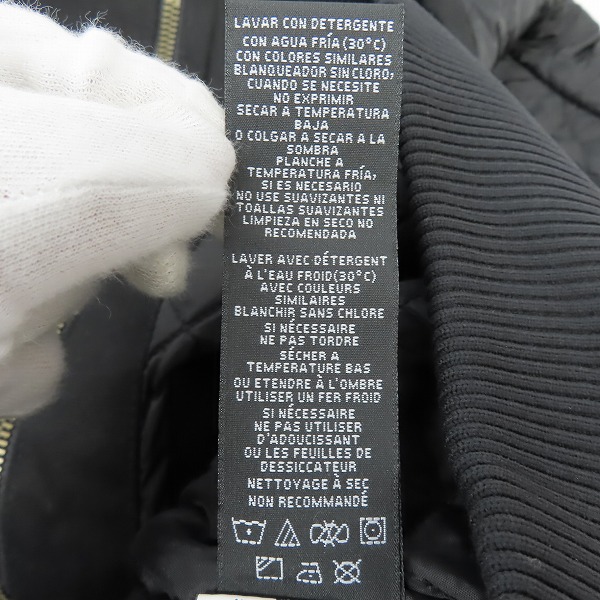 LAVAR CON DETERGENTE
CON AGUA FRÍA (30°C)
CON COLORES SIMILARES
BLANQUEADOR SIN CLORO,
CUANDO SE NECESITE
NO EXPRIMIR
SECAR A TEMPERATURA
BAJA
O COLGAR A SECAR A LA
SOMBRA
PLANCHE A
TEMPERATURA FRÍA,
SI ES NECESARIO
NO USE SUAVIZANTES NI
TOALLAS SUAVIZANTES
LIMPIEZA EN SECO NO
RECOMENDADA
LAVER AVEC DÉTERGENT
À L'EAU FROID(30°C)
AVEC COULEURS
SIMILAIRES
BLANCHIR SANS CHLORE
SI NÉCESSAIRE
NE PAS TORDRE
SÉCHER A
TEMPERATURE BAS
OU ETENDRE À L'OMBRE
UTILISER UN FER FROID
SI NÉCESSAIRE
NE PAS UTILISER
D'ADOUCISSANT
OU LES FEUILLES DE
DESSICCATEUR
NETTOYAGE À SEC
NON RECOMMANDÉ